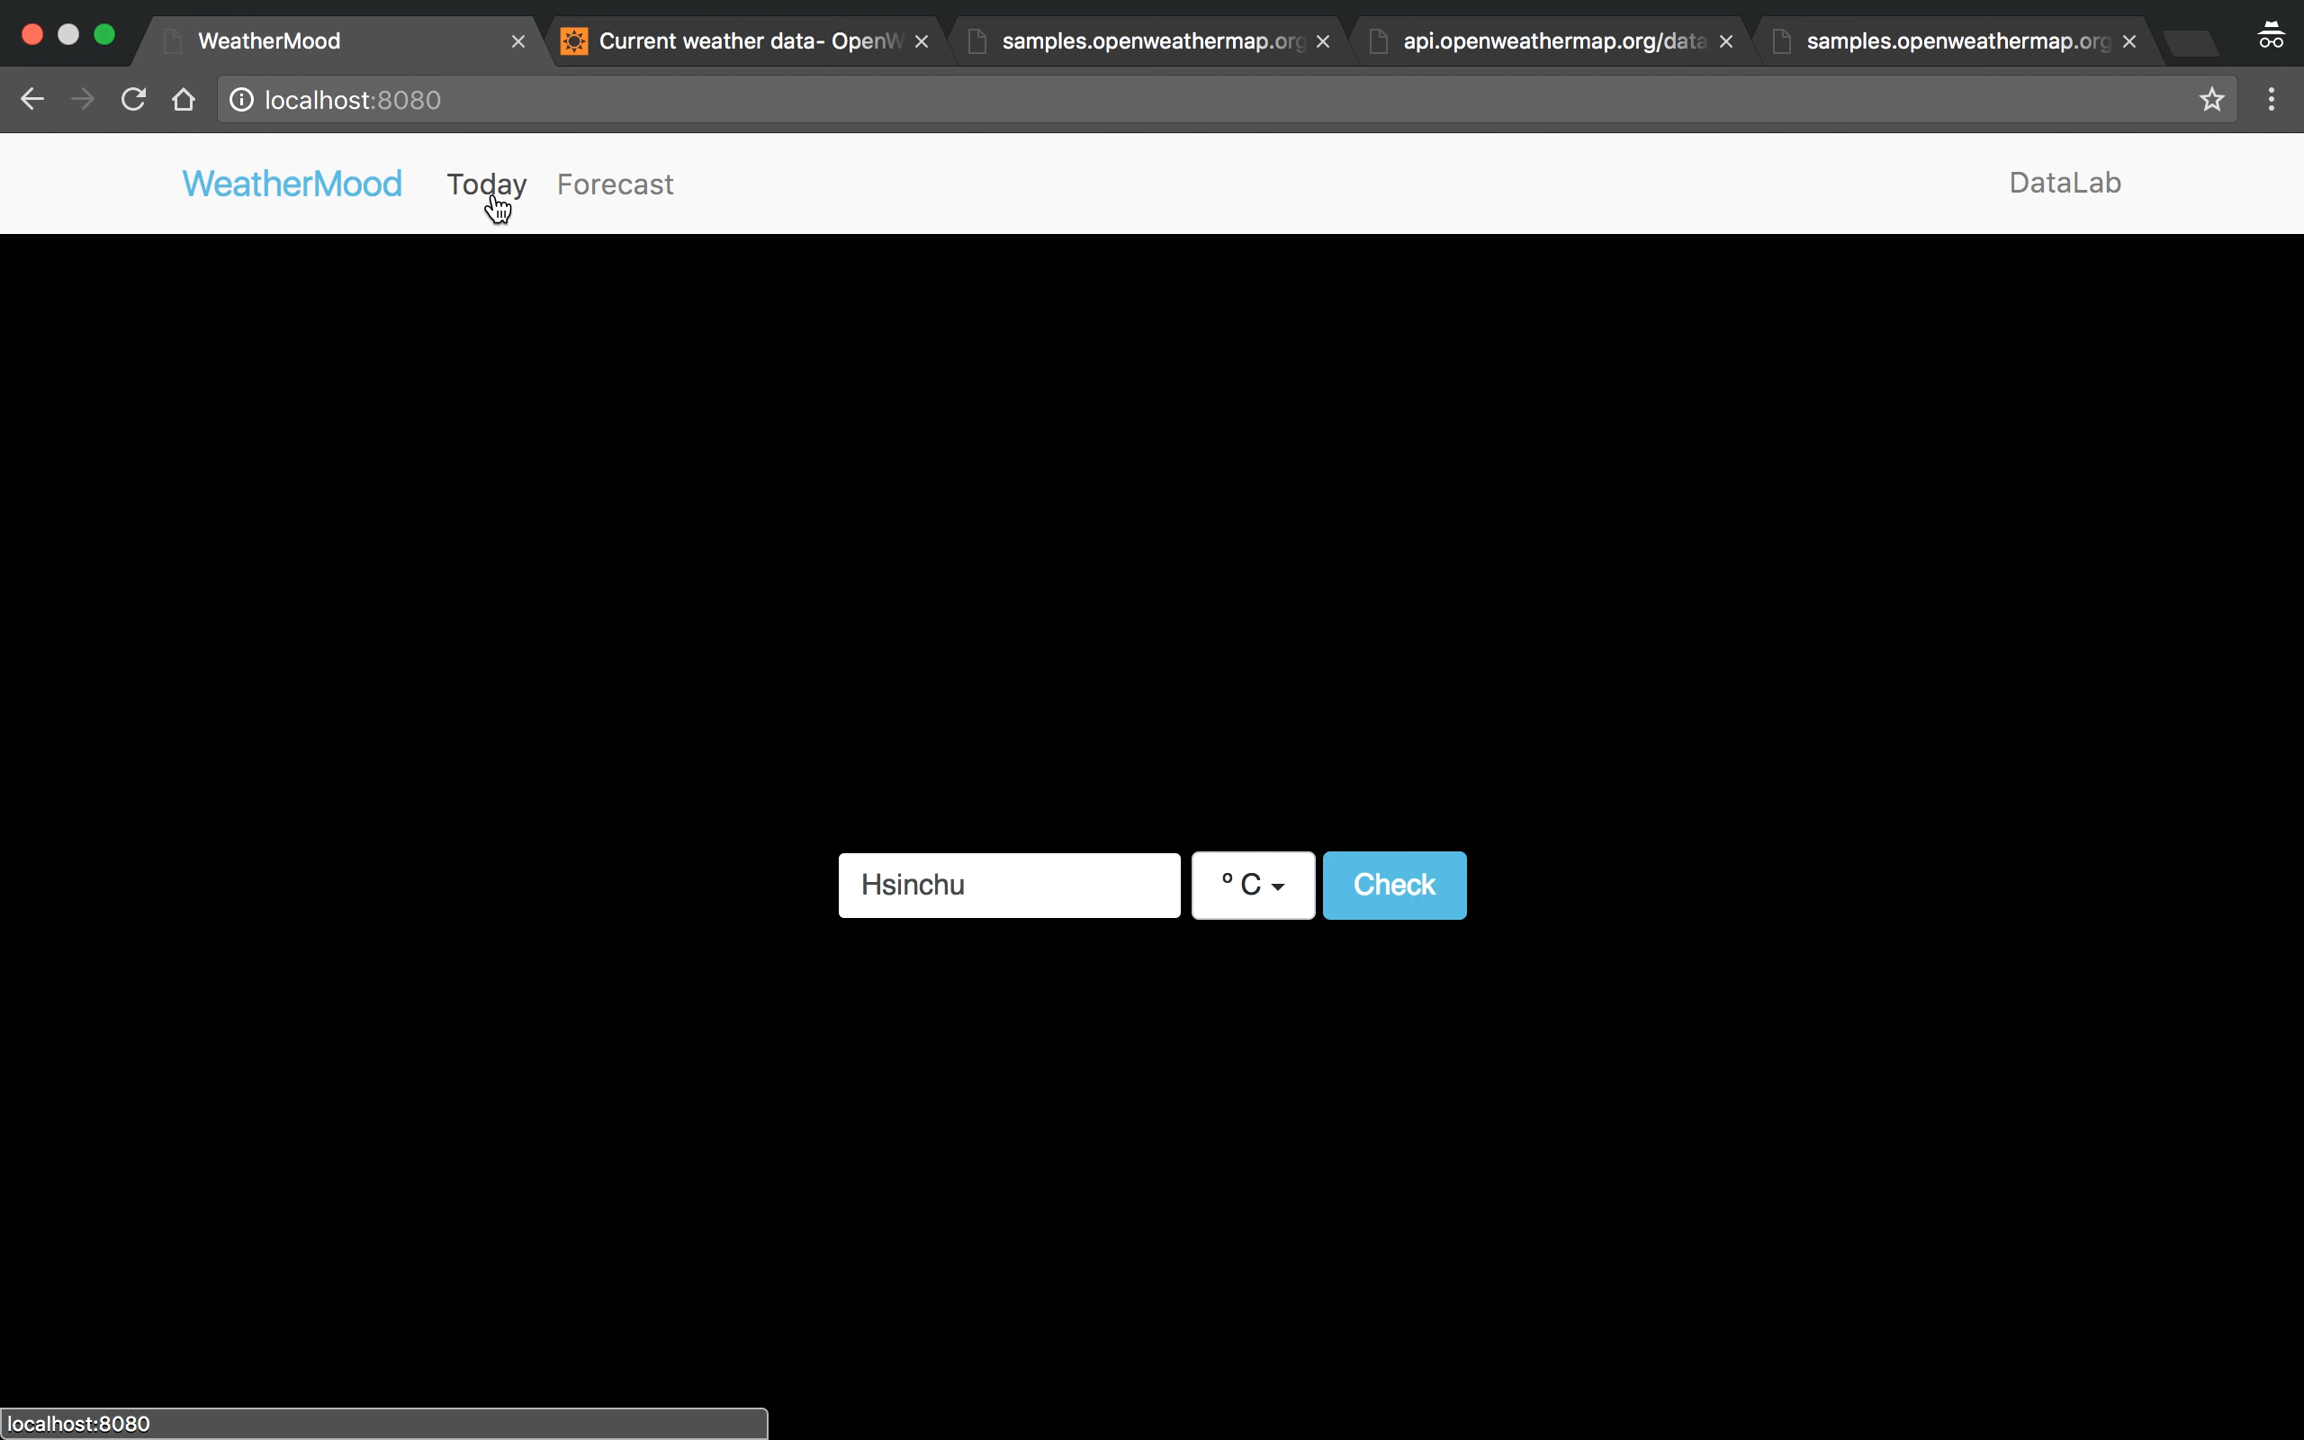 WeatherMood
Current weather data- OpenW
samples.openweathermap.org
api.openweathermap.org/data
samples.openweathermap.org
localhost:8080
WeatherMood Today Forecast DataLab
Hsinchu º C Check
localhost:8080